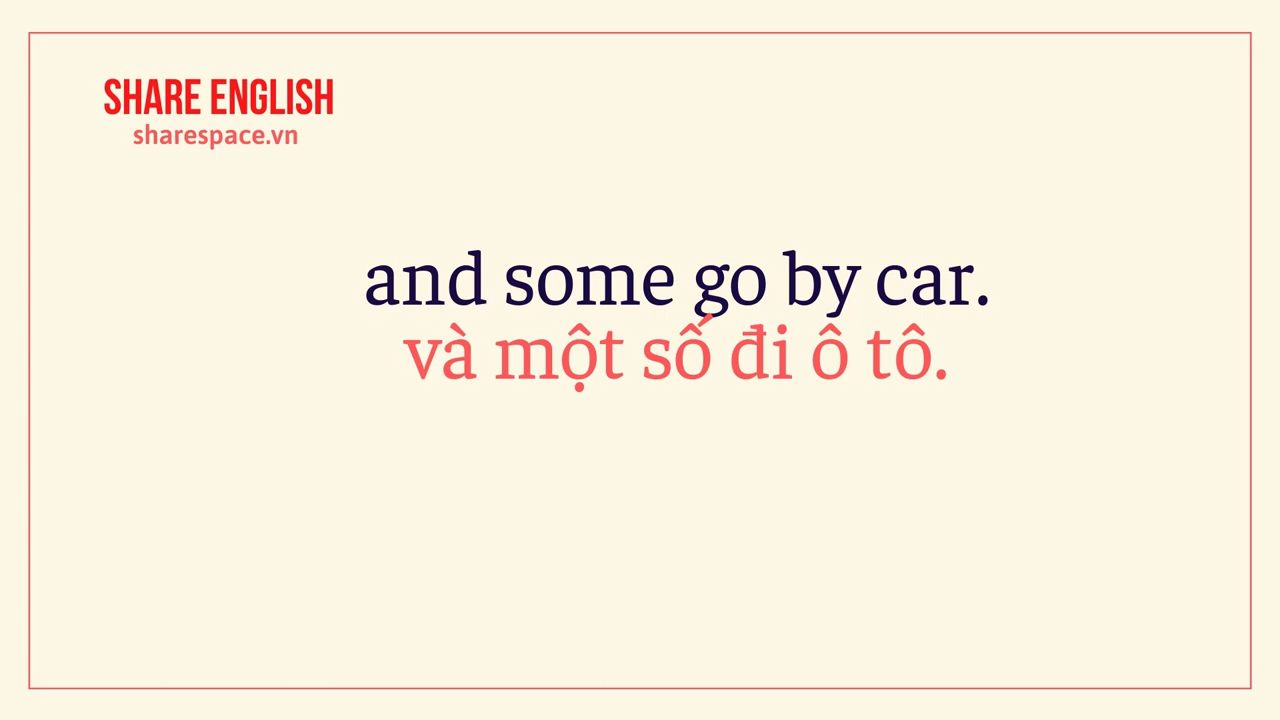 SHARE ENGLISH
sharespace.vn
and some go by car.
và một số đi ô tô.